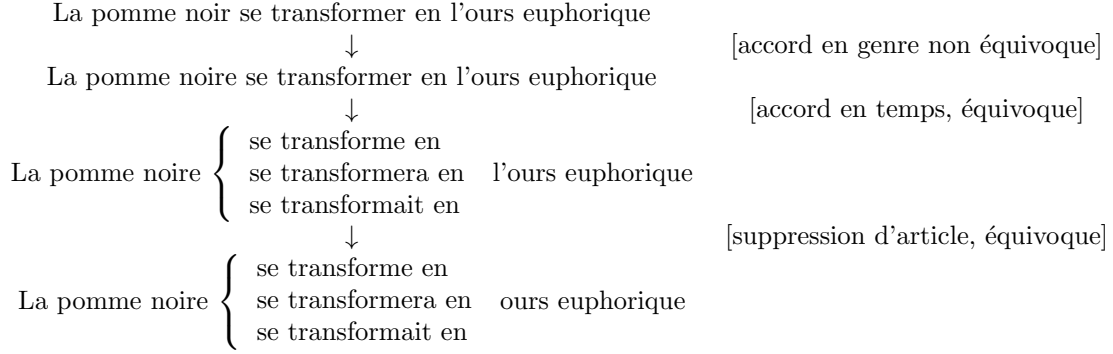 La pomme noir se transformer en l'ours euphorique
↓ [accord en genre non équivoque]
La pomme noire se transformer en l'ours euphorique
↓ [accord en temps, équivoque]
se transforme en
La pomme noire { se transformera en l'ours euphorique
se transformait en
↓ [suppression d'article, équivoque]
se transforme en
La pomme noire { se transformera en ours euphorique
se transformait en